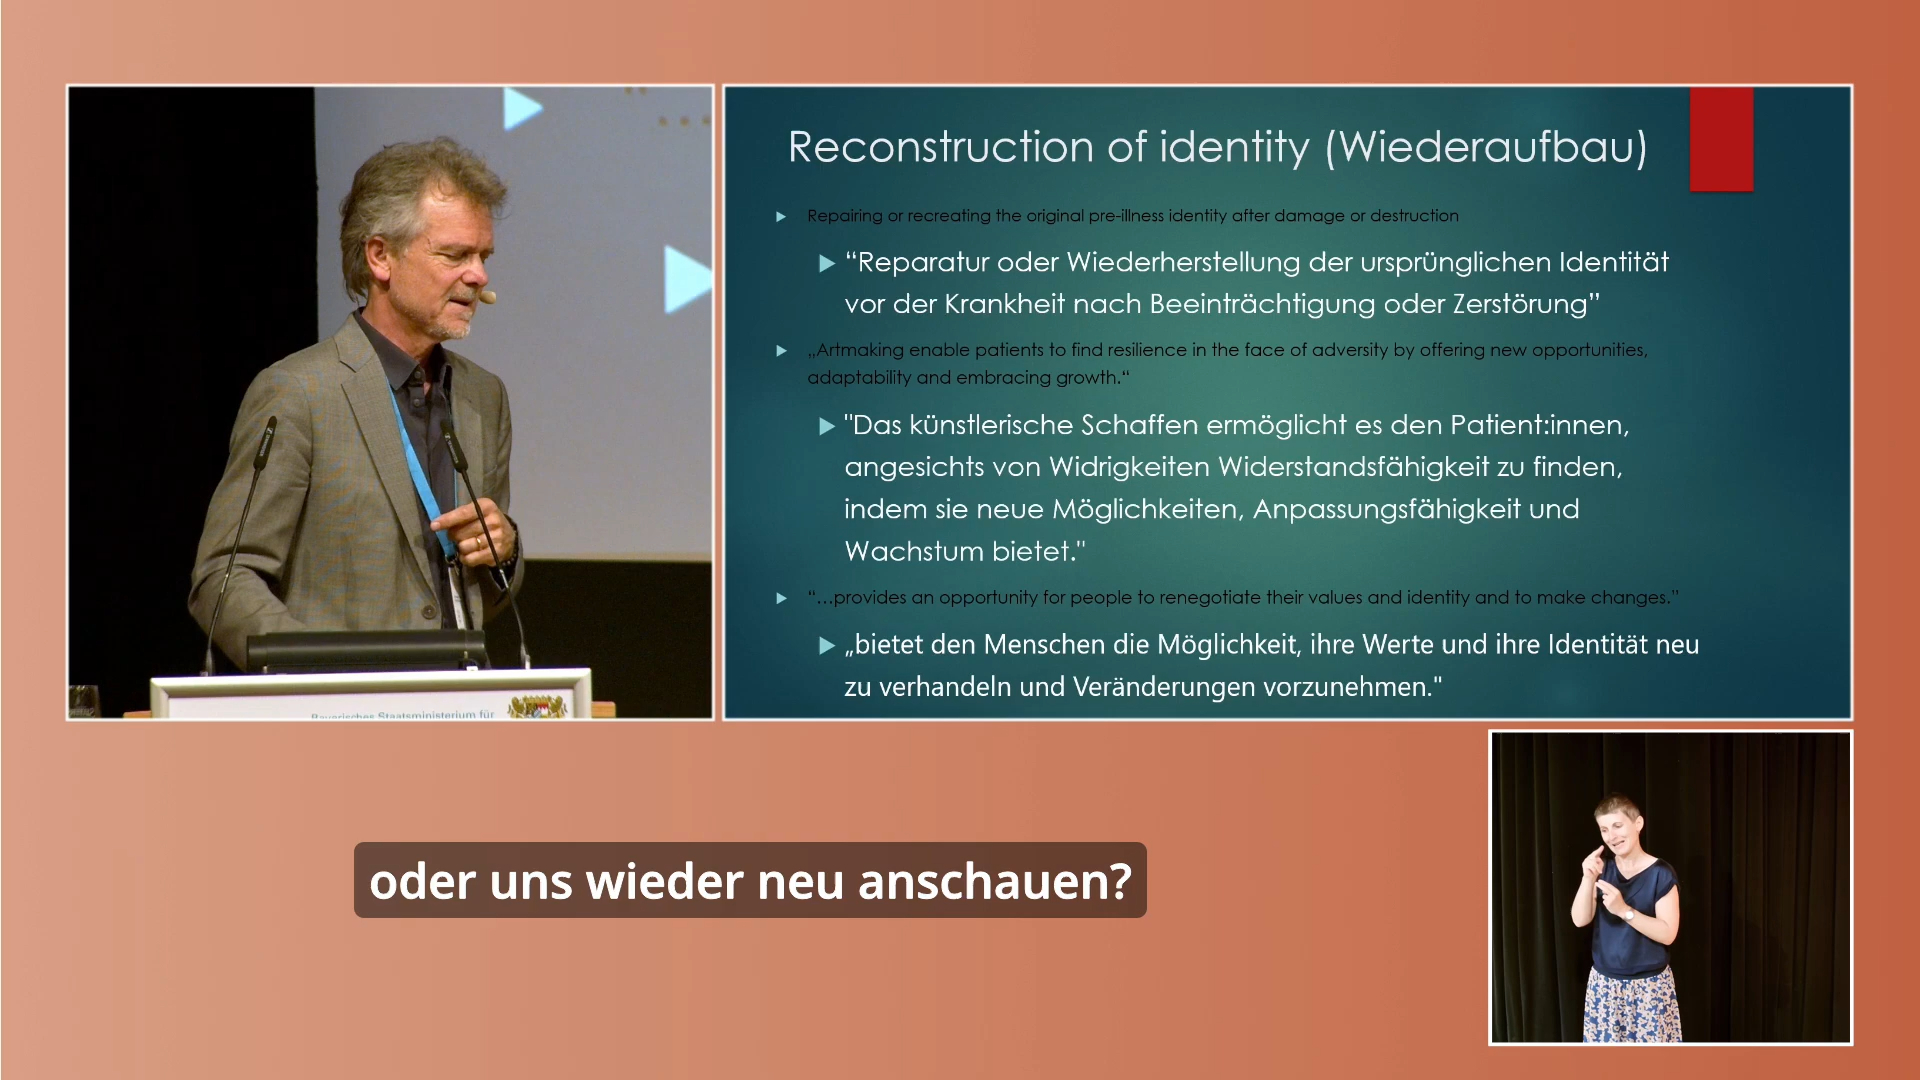 Reconstruction of identity (Wiederaufbau)
Repairing or recreating the original pre-illness identity after damage or destruction
“Reparatur oder Wiederherstellung der ursprünglichen Identität
vor der Krankheit nach Beeinträchtigung oder Zerstörung”
„Artmaking enable patients to find resilience in the face of adversity by offering new opportunities,
adaptability and embracing growth.“
"Das künstlerische Schaffen ermöglicht es den Patient:innen,
angesichts von Widrigkeiten Widerstandsfähigkeit zu finden,
indem sie neue Möglichkeiten, Anpassungsfähigkeit und
Wachstum bietet."
“…provides an opportunity for people to renegotiate their values and identity and to make changes.”
„bietet den Menschen die Möglichkeit, ihre Werte und ihre Identität neu
zu verhandeln und Veränderungen vorzunehmen."
Bayerisches Staatsministerium für
oder uns wieder neu anschauen?